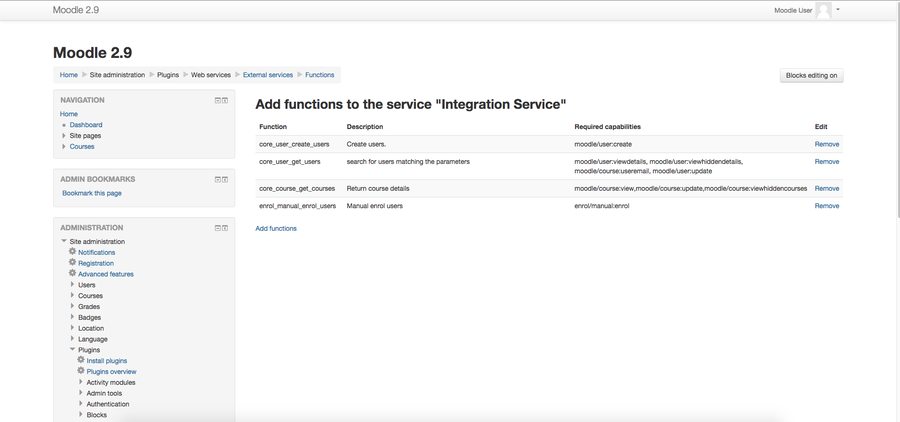 Moodle 2.9
Moodle User
Moodle 2.9
Home Site administration Plugins Web services External services Functions
Blocks editing on
NAVIGATION
Home
Dashboard
Site pages
Courses
ADMIN BOOKMARKS
Bookmark this page
ADMINISTRATION
Site administration
Notifications
Registration
Advanced features
Users
Courses
Grades
Badges
Location
Language
Plugins
Install plugins
Plugins overview
Activity modules
Admin tools
Authentication
Blocks
Add functions to the service "Integration Service"
Function Description Required capabilities Edit
core_user_create_users Create users. moodle/user:create Remove
core_user_get_users search for users matching the parameters moodle/user:viewdetails, moodle/user:viewhiddendetails, Remove
moodle/course:useremail, moodle/user:update
core_course_get_courses Return course details moodle/course:view,moodle/course:update,moodle/course:viewhiddencourses Remove
enrol_manual_enrol_users Manual enrol users enrol/manual:enrol Remove
Add functions